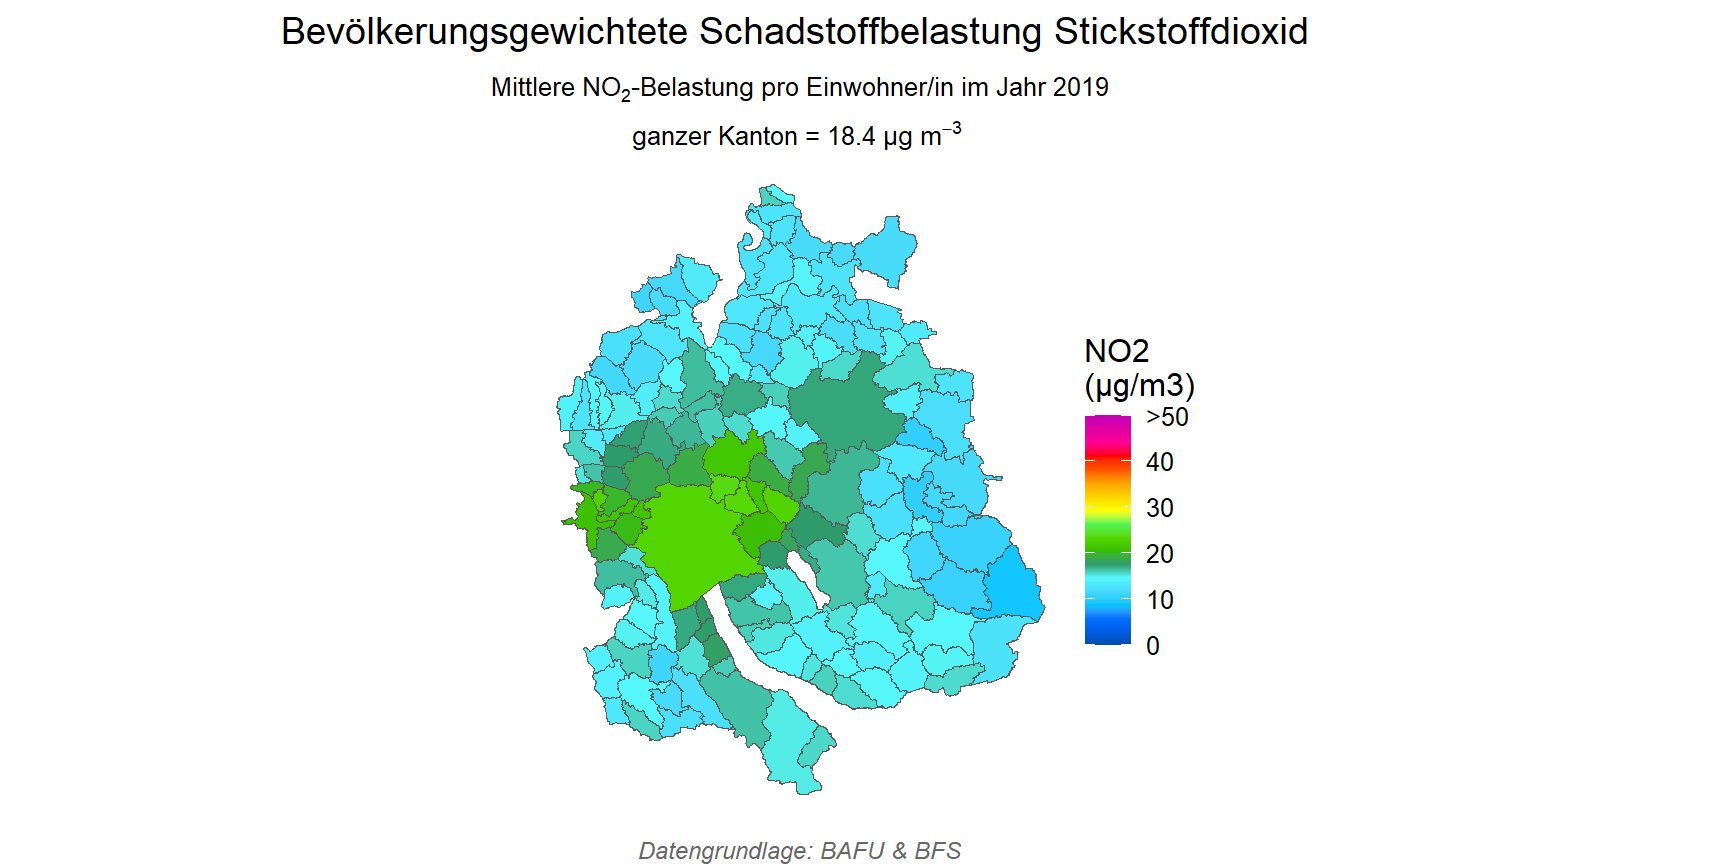 Bevölkerungsgewichtete Schadstoffbelastung Stickstoffdioxid
Mittlere NO₂-Belastung pro Einwohner/in im Jahr 2019
ganzer Kanton = 18.4 µg m⁻³
NO2
(µg/m3)
>50
40
30
20
10
0
Datengrundlage: BAFU & BFS